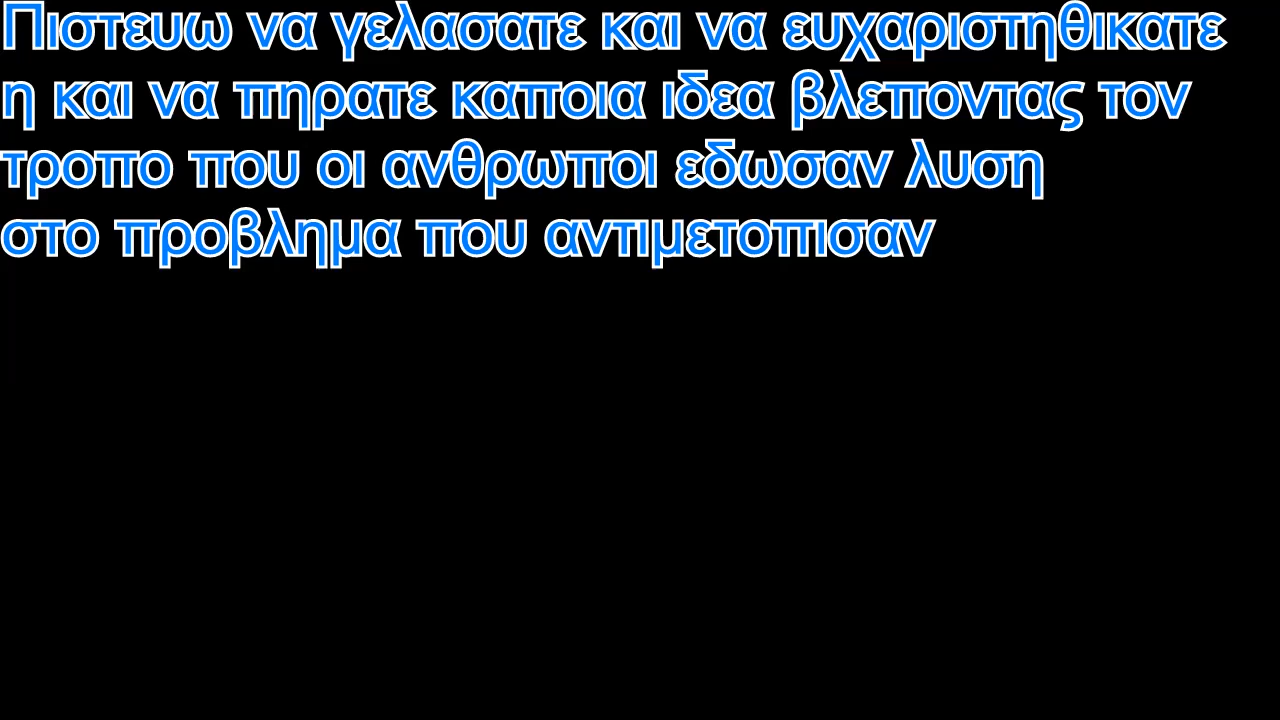 Πιστευω να γελασατε και να ευχαριστηθικατε
η και να πηρατε καποια ιδεα βλεποντας τον
τροπο που οι ανθρωποι εδωσαν λυση
στο προβλημα που αντιμετοπισαν